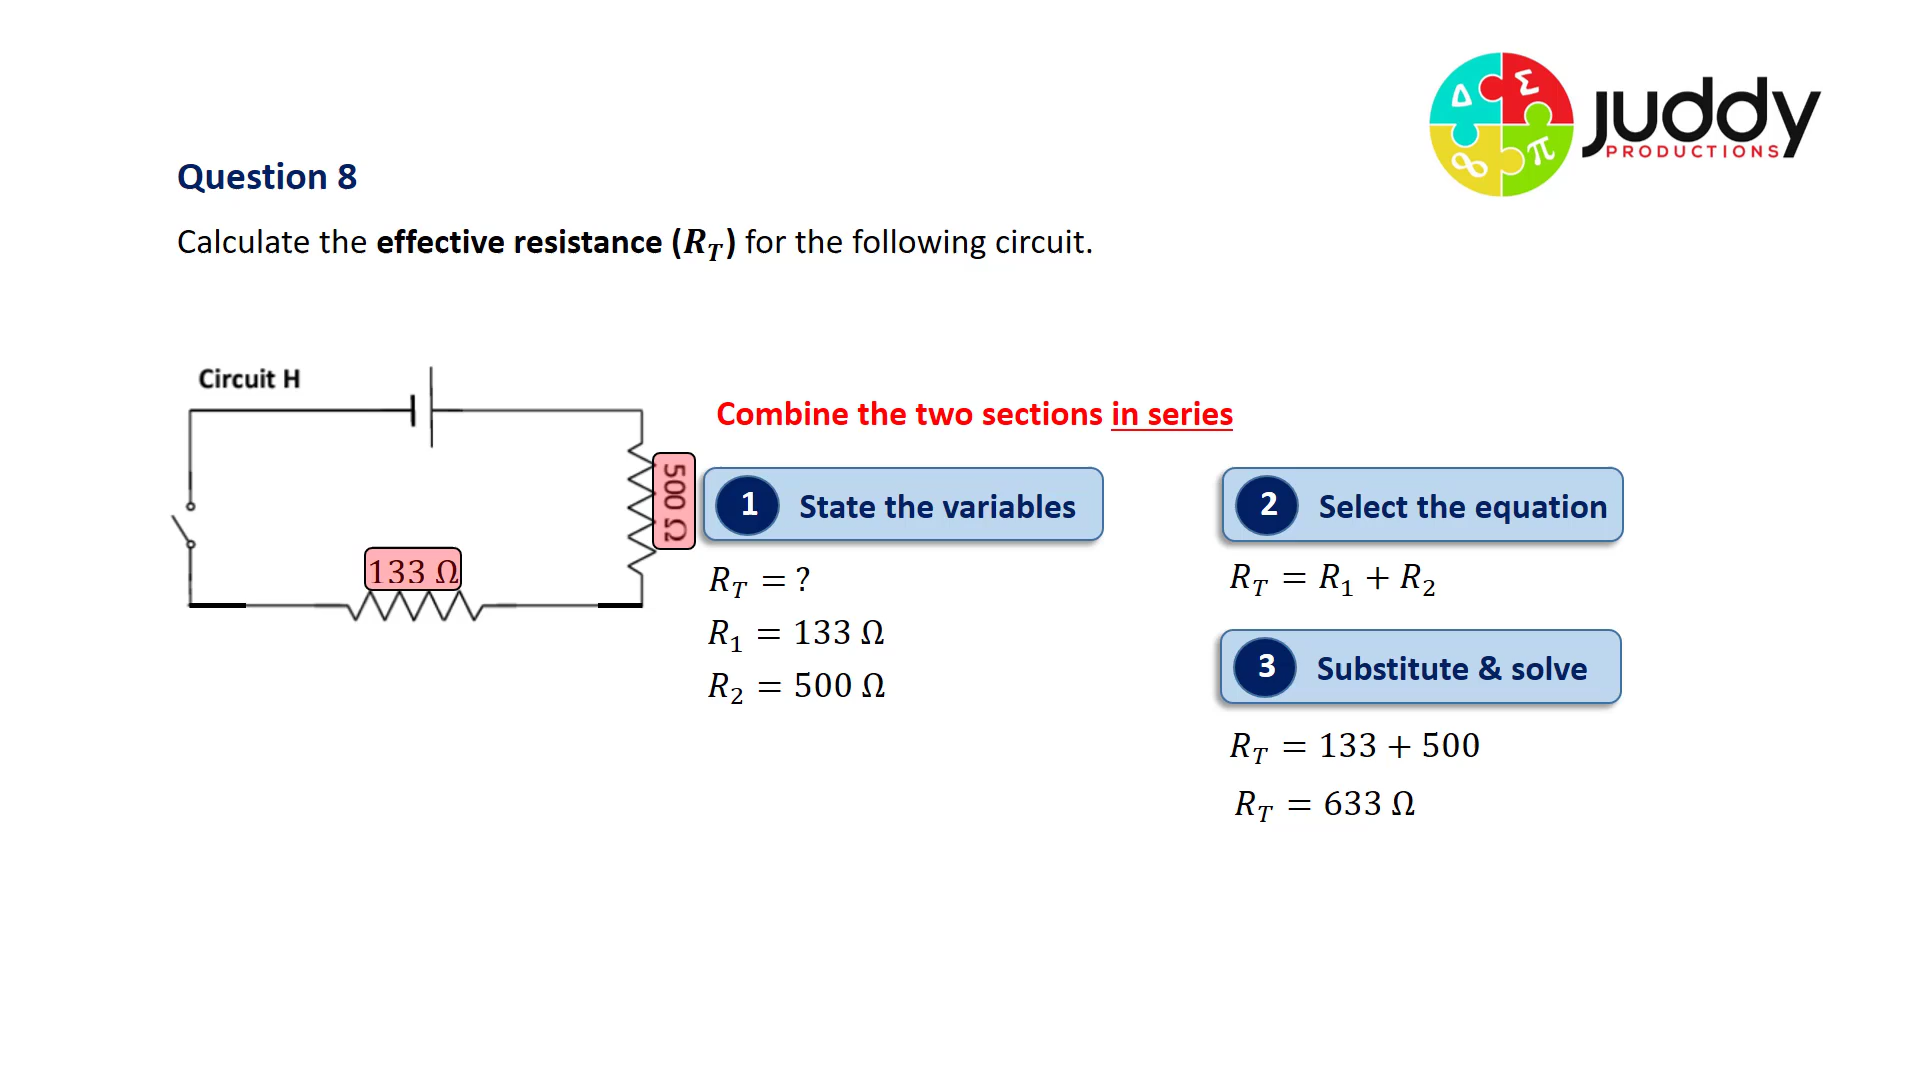 Δ Σ
∞ π
juddy
PRODUCTIONS
Question 8
Calculate the effective resistance (R_T) for the following circuit.
Circuit H
500 Ω
133 Ω
Combine the two sections in series
1 State the variables
R_T = ?
R_1 = 133 Ω
R_2 = 500 Ω
2 Select the equation
R_T = R_1 + R_2
3 Substitute & solve
R_T = 133 + 500
R_T = 633 Ω